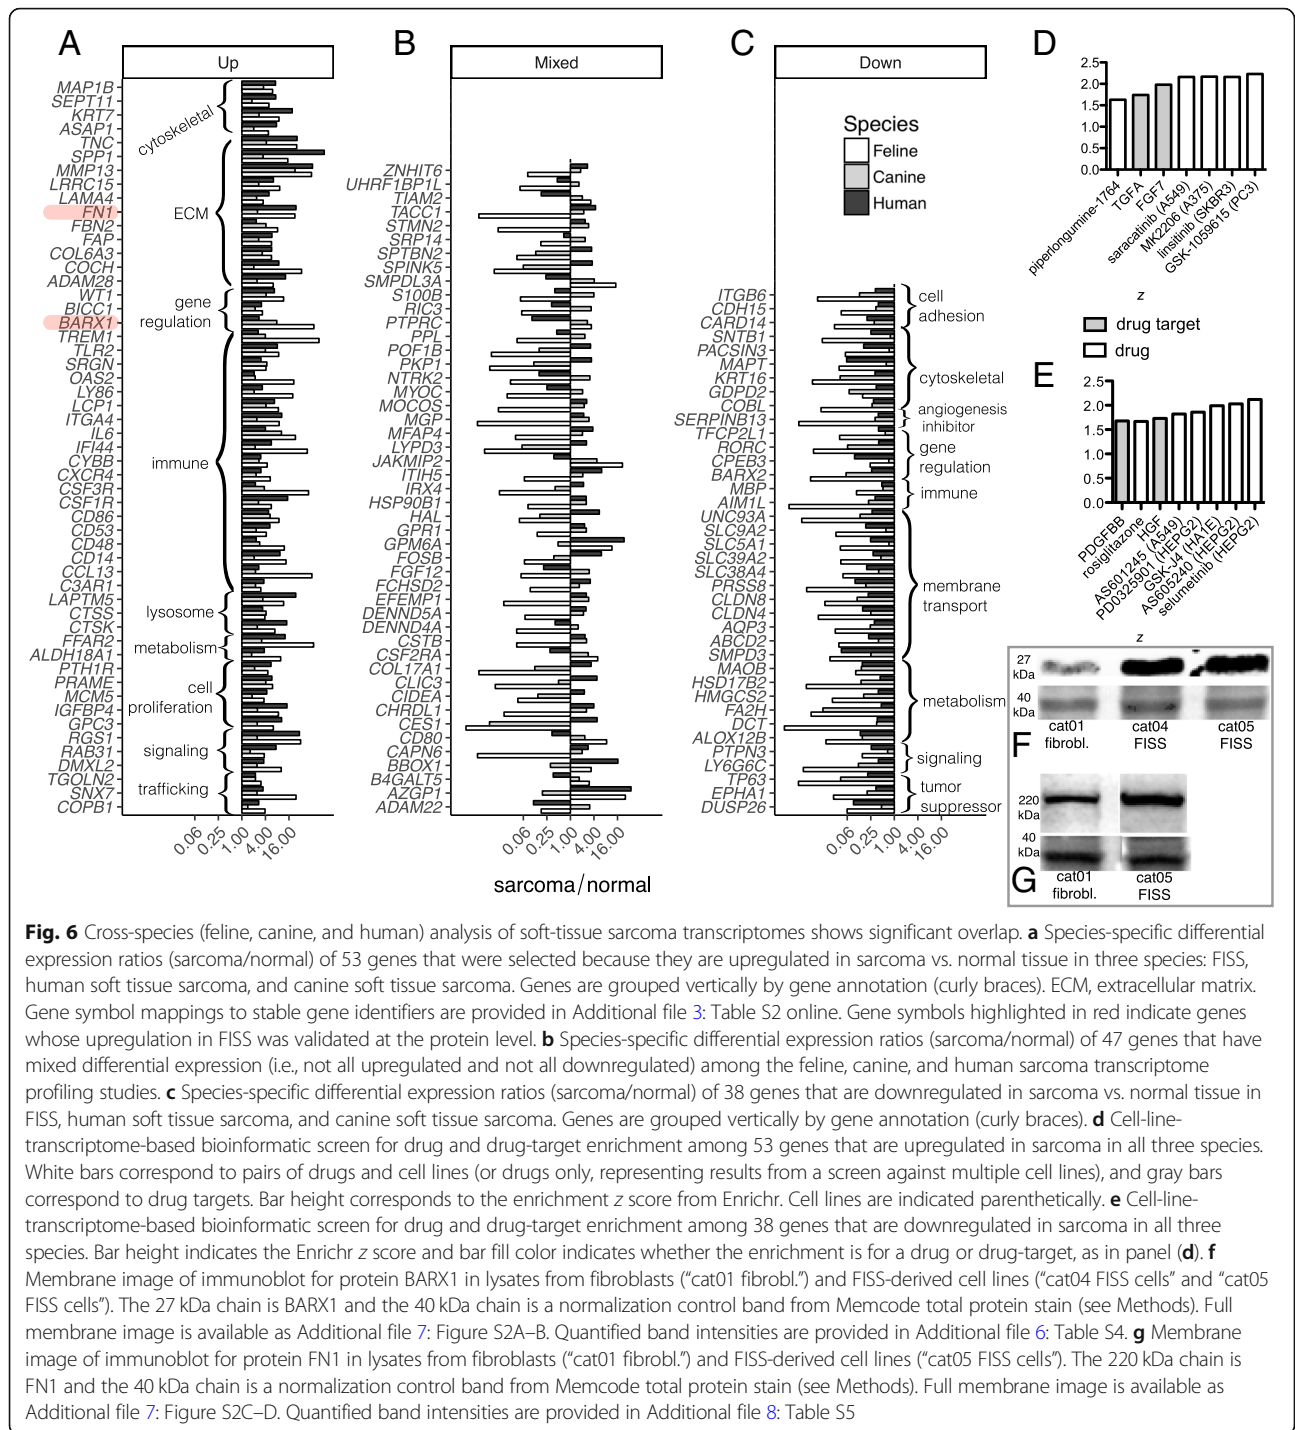 A
Up
MAP1B
SEPT11
KRT7
ASAP1
TNC
SPP1
MMP13
LRRC15
LAMA4
FN1
FBN2
FAP
COL6A3
COCH
ADAM28
WT1
BICC1
BARX1
TREM1
TLR2
SRGN
OAS2
LY86
LCP1
ITGA4
IL6
IFI44
CYBB
CXCR4
CSF3R
CSF1R
CD86
CD53
CD48
CD14
CCL13
C3AR1
LAPTM5
CTSS
CTSK
FFAR2
ALDH18A1
PTH1R
PRAME
MCM5
IGFBP4
GPC3
RGS1
RAB31
DMXL2
TGOLN2
SNX7
COPB1
cytoskeletal
ECM
gene
regulation
immune
lysosome
metabolism
cell
proliferation
signaling
trafficking
0.06 0.25 1.00 4.00 16.00
B
Mixed
ZNHIT6
UHRF1BP1L
TIAM2
TACC1
STMN2
SRP14
SPTBN2
SPINK5
SMPDL3A
S100B
RIC3
PTPRC
PPL
POF1B
PKP1
NTRK2
MYOC
MOCOS
MGP
MFAP4
LYPD3
JAKMIP2
ITIH5
IRX4
HSP90B1
HAL
GPR1
GPM6A
FOSB
FGF12
FCHSD2
EFEMP1
DENND5A
DENND4A
CSTB
CSF2RA
COL17A1
CLIC3
CIDEA
CHRDL1
CES1
CD80
CAPN6
BBOX1
B4GALT5
AZGP1
ADAM22
0.06 0.25 1.00 4.00 16.00
sarcoma/normal
C
Down
Species
Feline
Canine
Human
ITGB6
CDH15
CARD14
SNTB1
PACSIN3
MAPT
KRT16
GDPD2
COBL
SERPINB13
TFCP2L1
RORC
CPEB3
BARX2
MBP
AIM1L
UNC93A
SLC9A2
SLC5A1
SLC39A2
SLC38A4
PRSS8
CLDN8
CLDN4
AQP3
ABCD2
SMPD3
MAOB
HSD17B2
HMGCS2
FA2H
DCT
ALOX12B
PTPN3
LY6G6C
TP63
EPHA1
DUSP26
cell
adhesion
cytoskeletal
angiogenesis
inhibitor
gene
regulation
immune
membrane
transport
metabolism
signaling
tumor
suppressor
0.06 0.25 1.00 4.00 16.00
D
2.5
2.0
1.5
1.0
0.5
0.0
piperlongumine-1764
TGFA
FGF7
saracatinib (A549)
MK2206 (A375)
linsitinib (SKBR3)
GSK-1059615 (PC3)
z
drug target
drug
E
2.5
2.0
1.5
1.0
0.5
0.0
PDGFBB
rosiglitazone
HGF
AS601245 (A549)
PD0325901 (HEPG2)
GSK-J4 (HA1E)
AS605240 (HEPG2)
selumetinib (HEPG2)
z
27
kDa
40
kDa
cat01
fibrobl.
cat04
FISS
cat05
FISS
F
220
kDa
40
kDa
cat01
fibrobl.
cat05
FISS
G
Fig. 6 Cross-species (feline, canine, and human) analysis of soft-tissue sarcoma transcriptomes shows significant overlap. a Species-specific differential
expression ratios (sarcoma/normal) of 53 genes that were selected because they are upregulated in sarcoma vs. normal tissue in three species: FISS,
human soft tissue sarcoma, and canine soft tissue sarcoma. Genes are grouped vertically by gene annotation (curly braces). ECM, extracellular matrix.
Gene symbol mappings to stable gene identifiers are provided in Additional file 3: Table S2 online. Gene symbols highlighted in red indicate genes
whose upregulation in FISS was validated at the protein level. b Species-specific differential expression ratios (sarcoma/normal) of 47 genes that have
mixed differential expression (i.e., not all upregulated and not all downregulated) among the feline, canine, and human sarcoma transcriptome
profiling studies. c Species-specific differential expression ratios (sarcoma/normal) of 38 genes that are downregulated in sarcoma vs. normal tissue in
FISS, human soft tissue sarcoma, and canine soft tissue sarcoma. Genes are grouped vertically by gene annotation (curly braces). d Cell-line-
transcriptome-based bioinformatic screen for drug and drug-target enrichment among 53 genes that are upregulated in sarcoma in all three species.
White bars correspond to pairs of drugs and cell lines (or drugs only, representing results from a screen against multiple cell lines), and gray bars
correspond to drug targets. Bar height corresponds to the enrichment z score from Enrichr. Cell lines are indicated parenthetically. e Cell-line-
transcriptome-based bioinformatic screen for drug and drug-target enrichment among 38 genes that are downregulated in sarcoma in all three
species. Bar height indicates the Enrichr z score and bar fill color indicates whether the enrichment is for a drug or drug-target, as in panel (d). f
Membrane image of immunoblot for protein BARX1 in lysates from fibroblasts (“cat01 fibrobl.”) and FISS-derived cell lines (“cat04 FISS cells” and “cat05
FISS cells”). The 27 kDa chain is BARX1 and the 40 kDa chain is a normalization control band from Memcode total protein stain (see Methods). Full
membrane image is available as Additional file 7: Figure S2A–B. Quantified band intensities are provided in Additional file 6: Table S4. g Membrane
image of immunoblot for protein FN1 in lysates from fibroblasts (“cat01 fibrobl.”) and FISS-derived cell lines (“cat05 FISS cells”). The 220 kDa chain is
FN1 and the 40 kDa chain is a normalization control band from Memcode total protein stain (see Methods). Full membrane image is available as
Additional file 7: Figure S2C–D. Quantified band intensities are provided in Additional file 8: Table S5